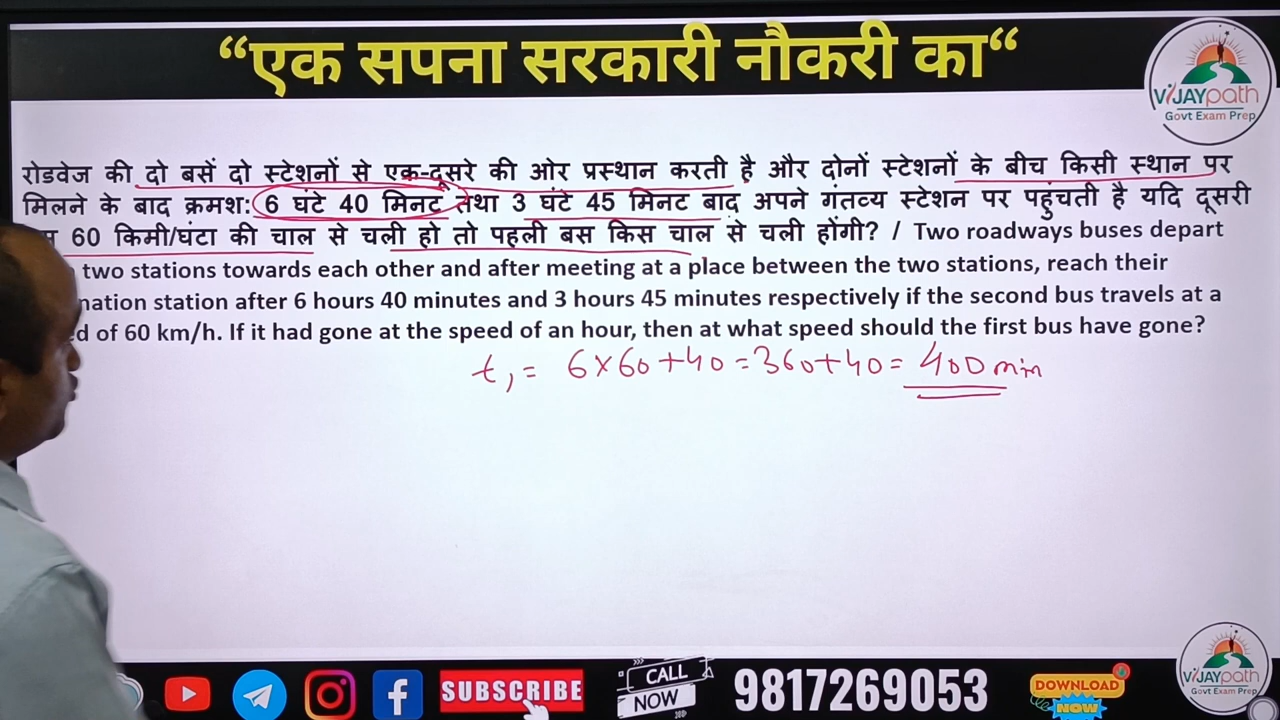 “एक सपना सरकारी नौकरी का“
VIJAYpath
Govt Exam Prep
रोडवेज की दो बसें दो स्टेशनों से एक-दूसरे की ओर प्रस्थान करती है और दोनों स्टेशनों के बीच किसी स्थान पर
मिलने के बाद क्रमश: 6 घंटे 40 मिनट तथा 3 घंटे 45 मिनट बाद अपने गंतव्य स्टेशन पर पहुंचती है यदि दूसरी
60 किमी/घंटा की चाल से चली हो तो पहली बस किस चाल से चली होंगी? / Two roadways buses depart
two stations towards each other and after meeting at a place between the two stations, reach their
nation station after 6 hours 40 minutes and 3 hours 45 minutes respectively if the second bus travels at a
d of 60 km/h. If it had gone at the speed of an hour, then at what speed should the first bus have gone?
t₁ = 6×60+40=360+40= 400 min
SUBSCRIBE
CALL
NOW
9817269053
DOWNLOAD
NOW
VIJAYpath
Govt Exam Prep